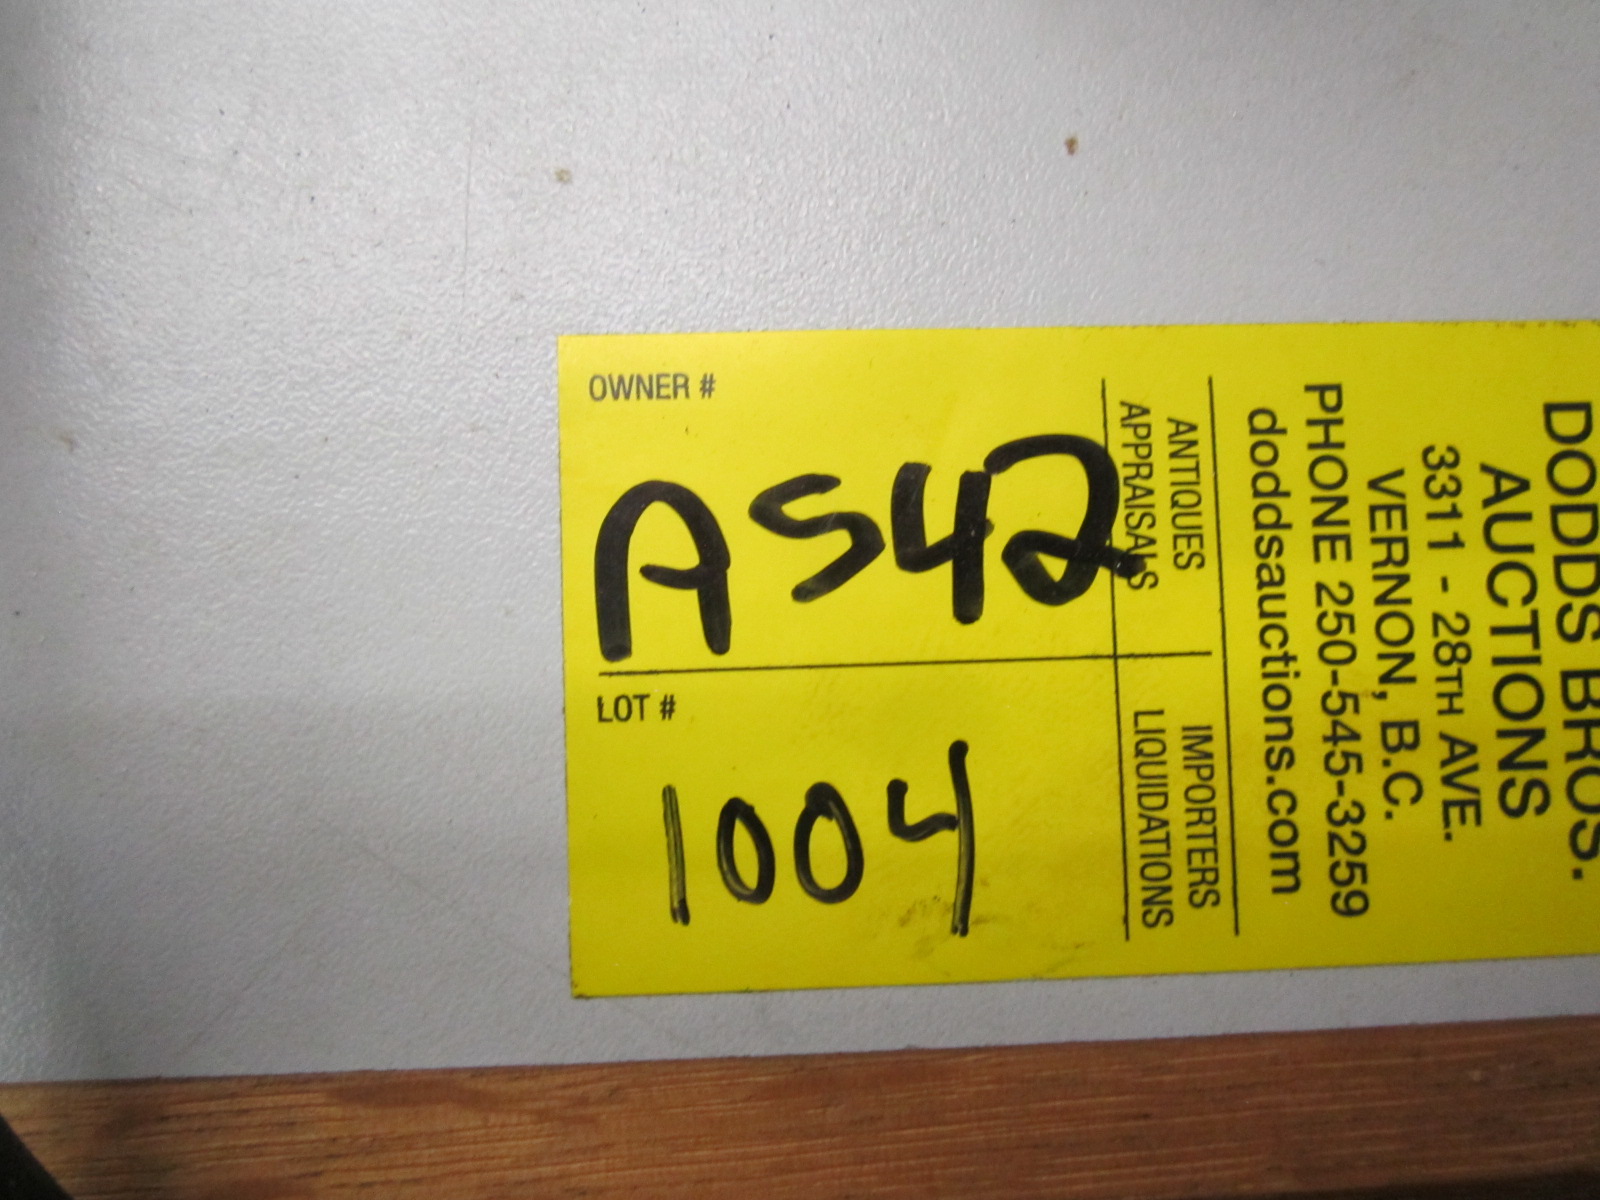 OWNER #
A542
LOT #
1004
ANTIQUES
APPRAISALS
IMPORTERS
LIQUIDATIONS
DODDS BROS.
AUCTIONS
3311 - 28TH AVE.
VERNON, B.C.
PHONE 250-545-3259
doddsauctions.com